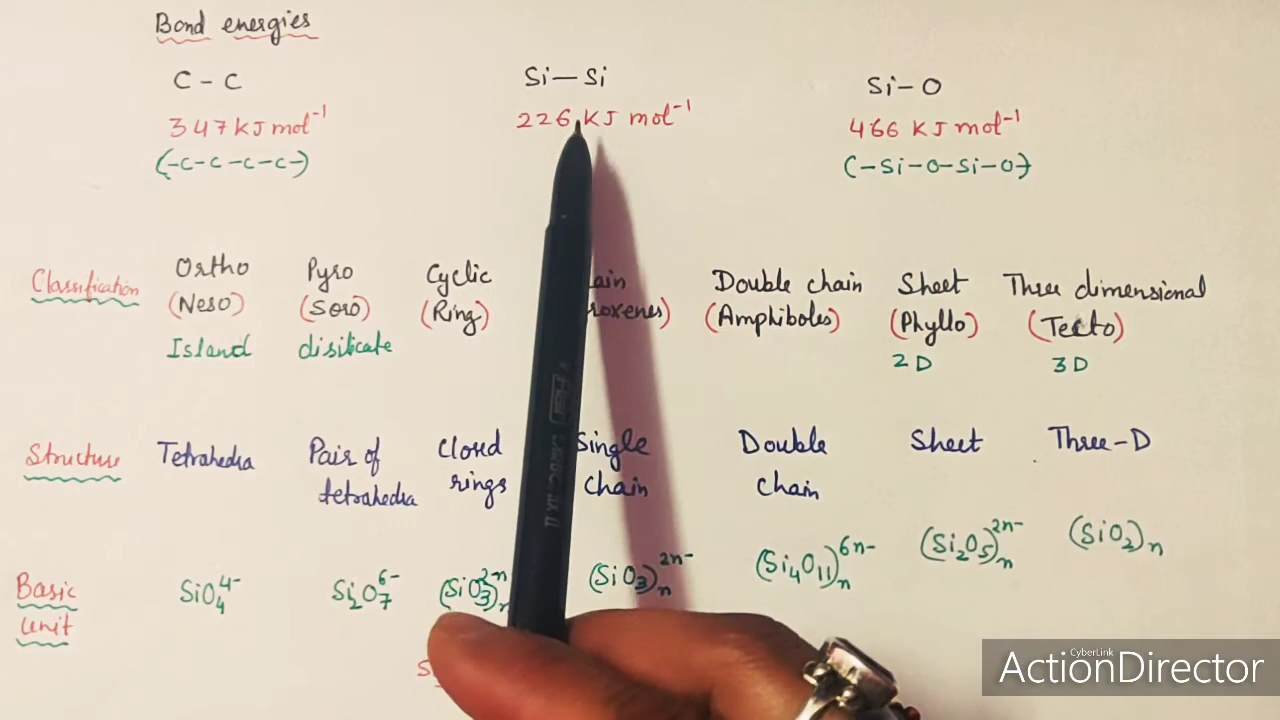 Bond energies
C - C
347 KJ mol⁻¹
(-C-C-C-C-)
Si — Si
226 KJ mol⁻¹
Si - O
466 KJ mol⁻¹
(-Si-O-Si-O-)
Classification
Ortho
(Neso)
Island
Pyro
(Soro)
disilicate
Cyclic
(Ring)
Double chain
(Amphiboles)
Sheet
(Phyllo)
2D
Three dimensional
(Tecto)
3D
Structure
Tetrahedra
Pair of
tetrahedra
Closed
rings
Single
chain
Double
chain
Sheet
Three-D
Basic
unit
SiO₄⁴⁻
Si₂O₇⁶⁻
(SiO₃)ₙ²ⁿ⁻
(SiO₃)ₙ²ⁿ⁻
(Si₄O₁₁)ₙ⁶ⁿ⁻
(Si₂O₅)ₙ²ⁿ⁻
(SiO₂)ₙ
CyberLink
ActionDirector